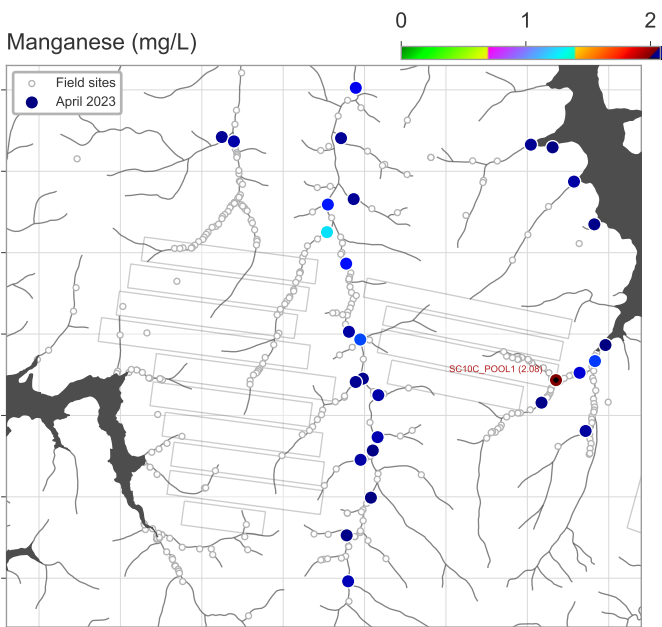 0 1 2
Manganese (mg/L)
Field sites
April 2023
SC10C_POOL1 (2.08)